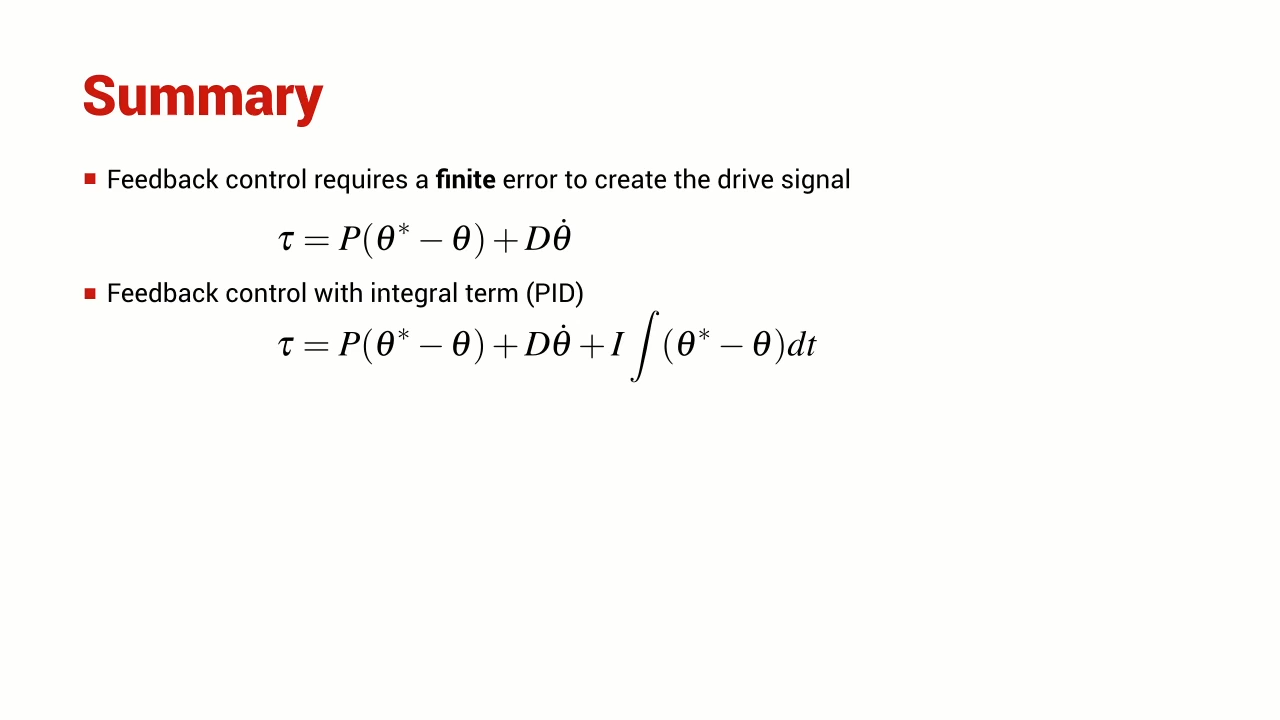 Summary
Feedback control requires a finite error to create the drive signal
τ = P(θ* − θ) + Dθ̇
Feedback control with integral term (PID)
τ = P(θ* − θ) + Dθ̇ + I ∫(θ* − θ)dt